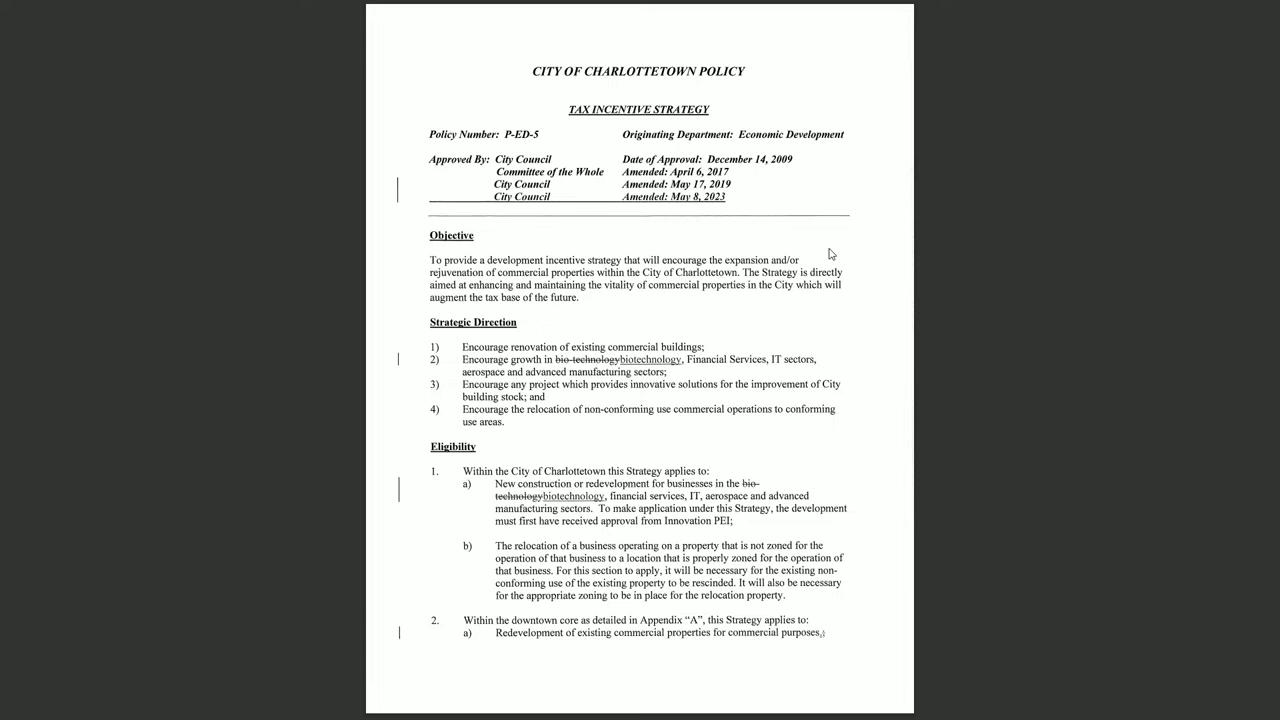 CITY OF CHARLOTTETOWN POLICY
TAX INCENTIVE STRATEGY
Policy Number: P-ED-5 Originating Department: Economic Development
Approved By: City Council Date of Approval: December 14, 2009
Committee of the Whole Amended: April 6, 2017
City Council Amended: May 17, 2019
City Council Amended: May 8, 2023
Objective
To provide a development incentive strategy that will encourage the expansion and/or
rejuvenation of commercial properties within the City of Charlottetown. The Strategy is directly
aimed at enhancing and maintaining the vitality of commercial properties in the City which will
augment the tax base of the future.
Strategic Direction
1) Encourage renovation of existing commercial buildings;
2) Encourage growth in bio-technologybiotechnology, Financial Services, IT sectors,
aerospace and advanced manufacturing sectors;
3) Encourage any project which provides innovative solutions for the improvement of City
building stock; and
4) Encourage the relocation of non-conforming use commercial operations to conforming
use areas.
Eligibility
1. Within the City of Charlottetown this Strategy applies to:
a) New construction or redevelopment for businesses in the bio-
technologybiotechnology, financial services, IT, aerospace and advanced
manufacturing sectors. To make application under this Strategy, the development
must first have received approval from Innovation PEI;
b) The relocation of a business operating on a property that is not zoned for the
operation of that business to a location that is properly zoned for the operation of
that business. For this section to apply, it will be necessary for the existing non-
conforming use of the existing property to be rescinded. It will also be necessary
for the appropriate zoning to be in place for the relocation property.
2. Within the downtown core as detailed in Appendix “A”, this Strategy applies to:
a) Redevelopment of existing commercial properties for commercial purposes.;